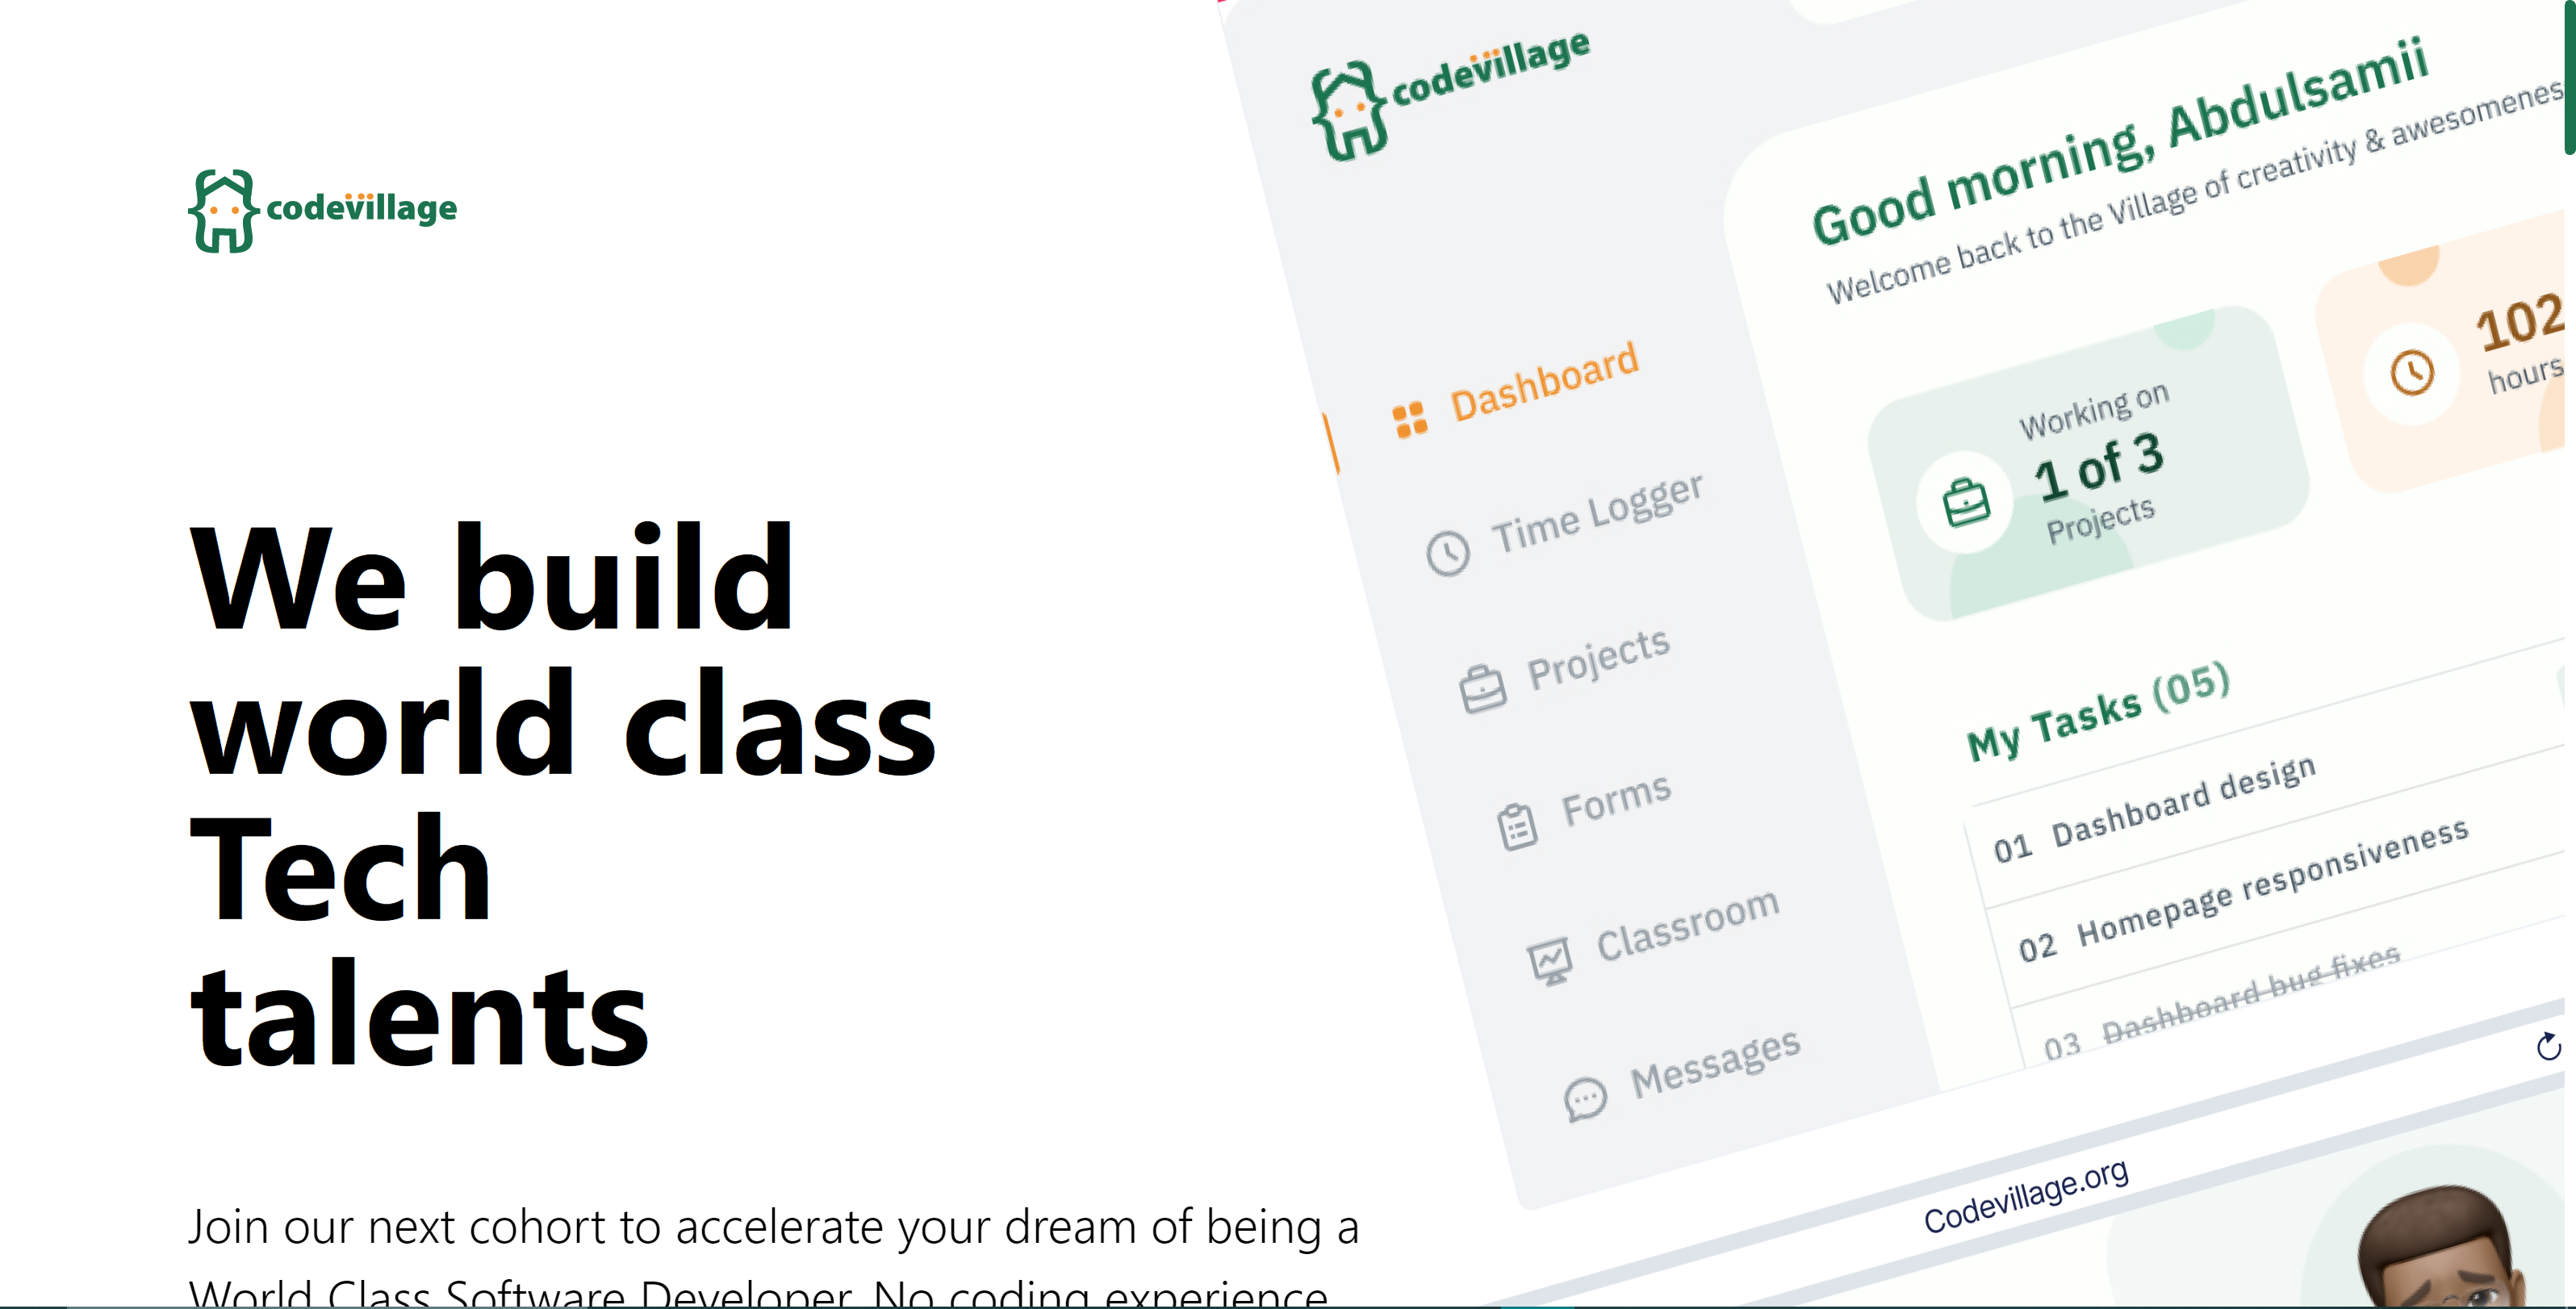 codevillage
We build
world class
Tech
talents
Join our next cohort to accelerate your dream of being a
World Class Software Developer. No coding experience
codevillage
Dashboard
Time Logger
Projects
Forms
Classroom
Messages
Good morning, Abdulsamii
Welcome back to the Village of creativity & awesomenes
Working on
1 of 3
Projects
102
hours
My Tasks (05)
01 Dashboard design
02 Homepage responsiveness
03 Dashboard bug fixes
Codevillage.org